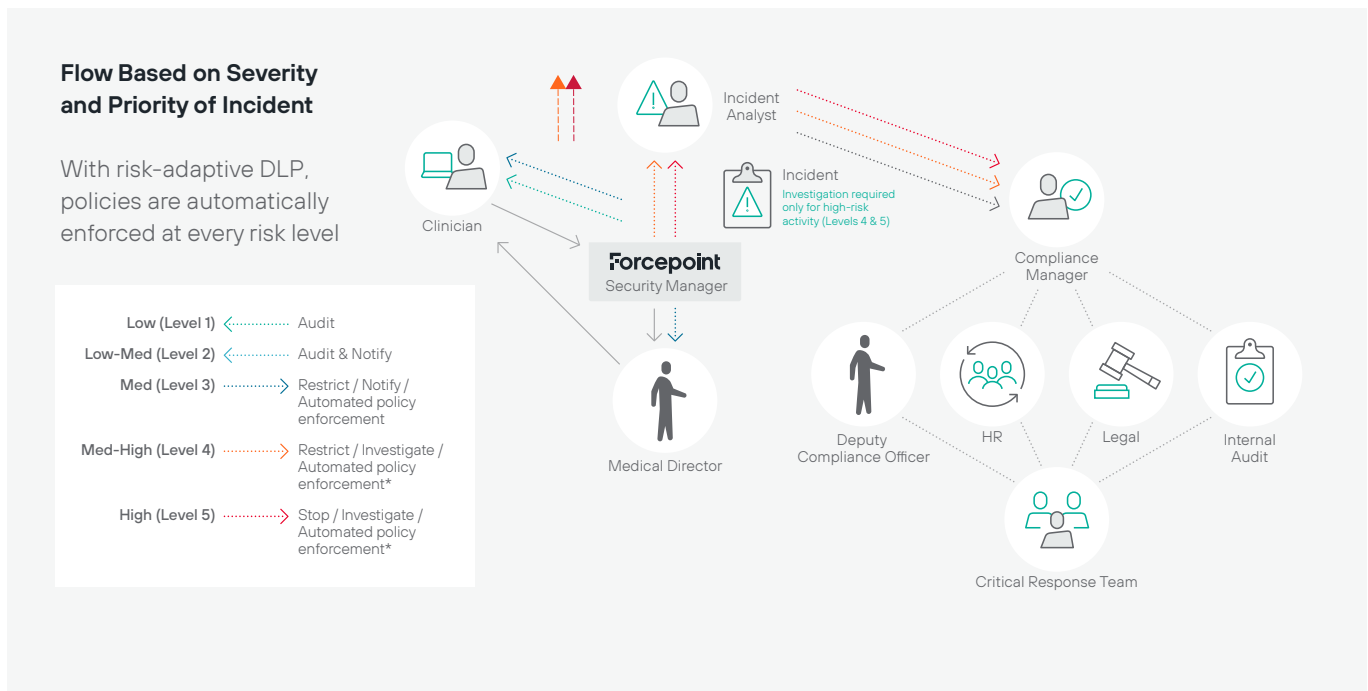 Flow Based on Severity
and Priority of Incident
With risk-adaptive DLP,
policies are automatically
enforced at every risk level
Low (Level 1)
Audit
Low-Med (Level 2)
Audit & Notify
Med (Level 3)
Restrict / Notify /
Automated policy
enforcement
Med-High (Level 4)
Restrict / Investigate /
Automated policy
enforcement*
High (Level 5)
Stop / Investigate /
Automated policy
enforcement*
Clinician
Incident
Analyst
Incident
Investigation required
only for high-risk
activity (Levels 4 & 5)
Forcepoint
Security Manager
Medical Director
Compliance
Manager
Deputy
Compliance Officer
HR
Legal
Internal
Audit
Critical Response Team